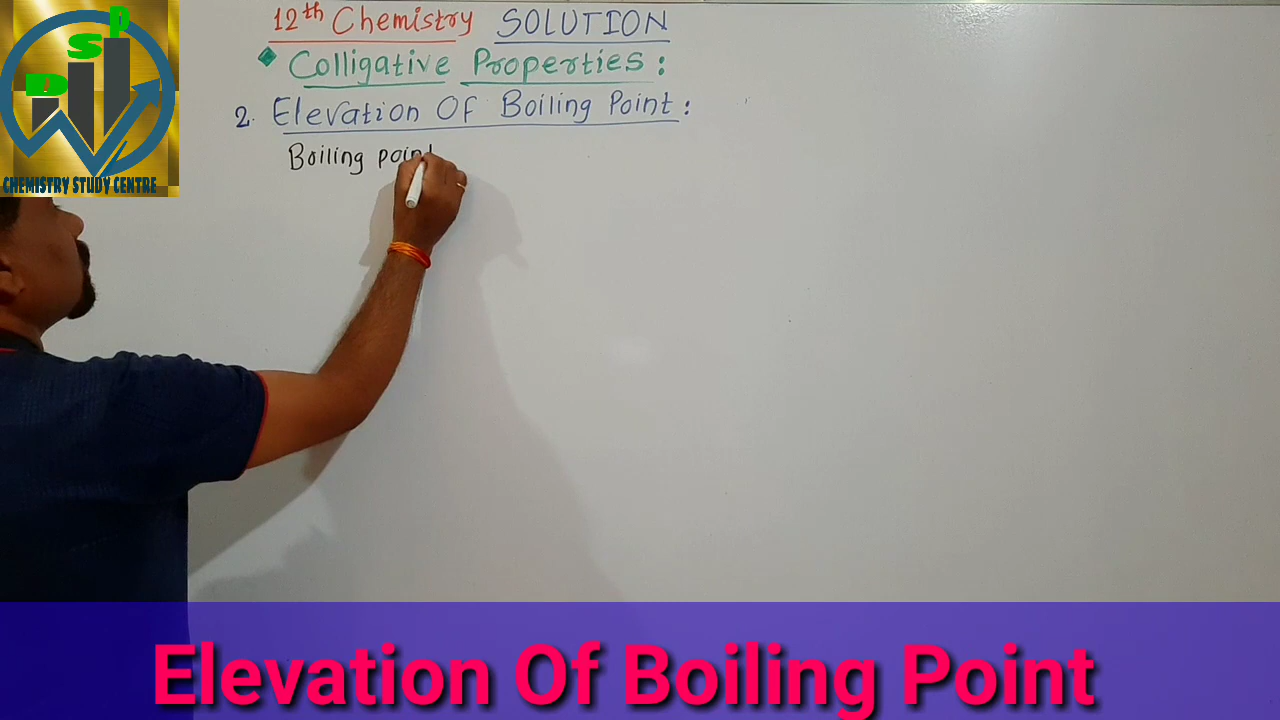 DSP
CHEMISTRY STUDY CENTRE
12th Chemistry SOLUTION
Colligative Properties:
2. Elevation Of Boiling Point:
Boiling point
Elevation Of Boiling Point